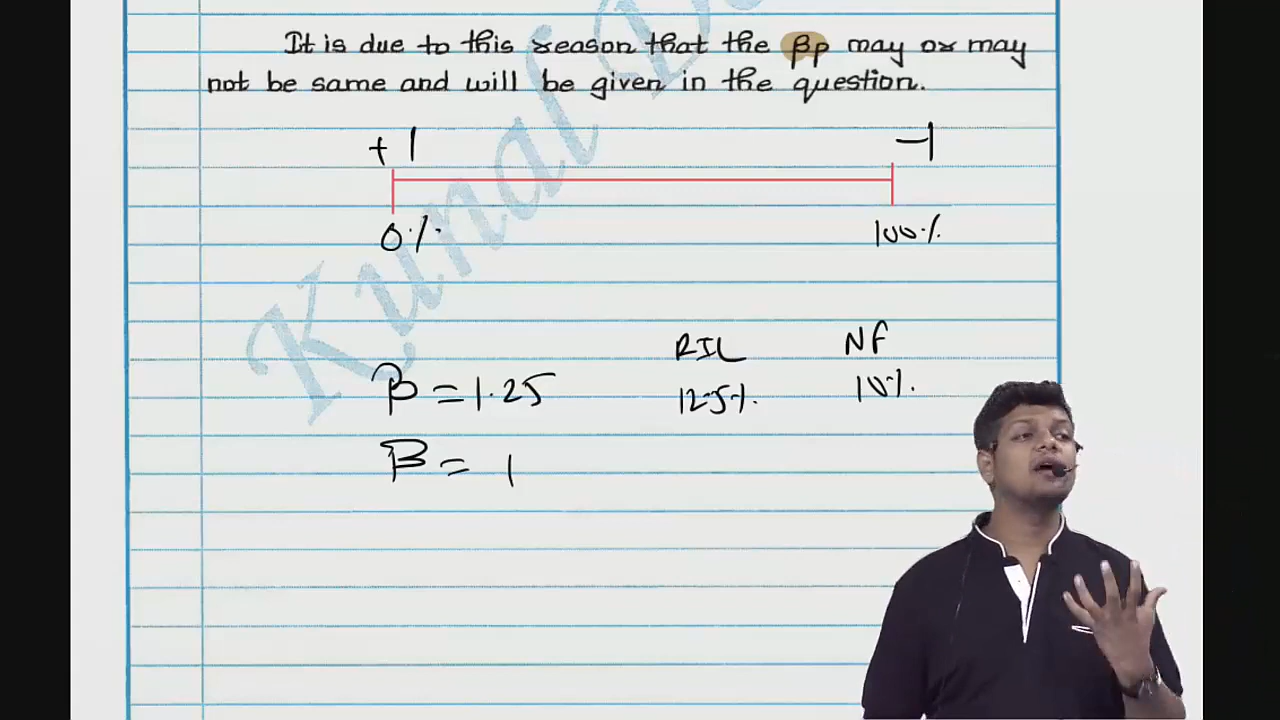 It is due to this reason that the βp may or may
not be same and will be given in the question.
+1 -1
0% 100%
RIL NF
β = 1.25 12.5% 10%
β = 1
Kunal